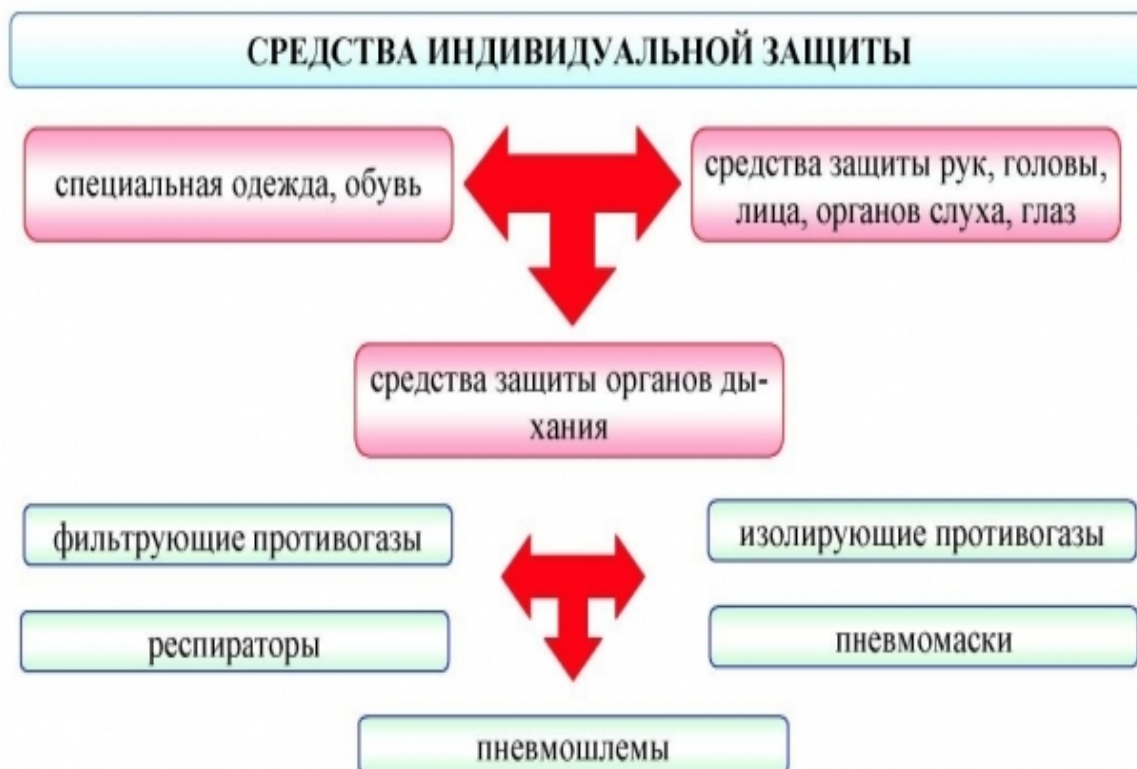 СРЕДСТВА ИНДИВИДУАЛЬНОЙ ЗАЩИТЫ
специальная одежда, обувь
средства защиты рук, головы,
лица, органов слуха, глаз
средства защиты органов ды-
хания
фильтрующие противогазы
изолирующие противогазы
респираторы
пневмомаски
пневмошлемы